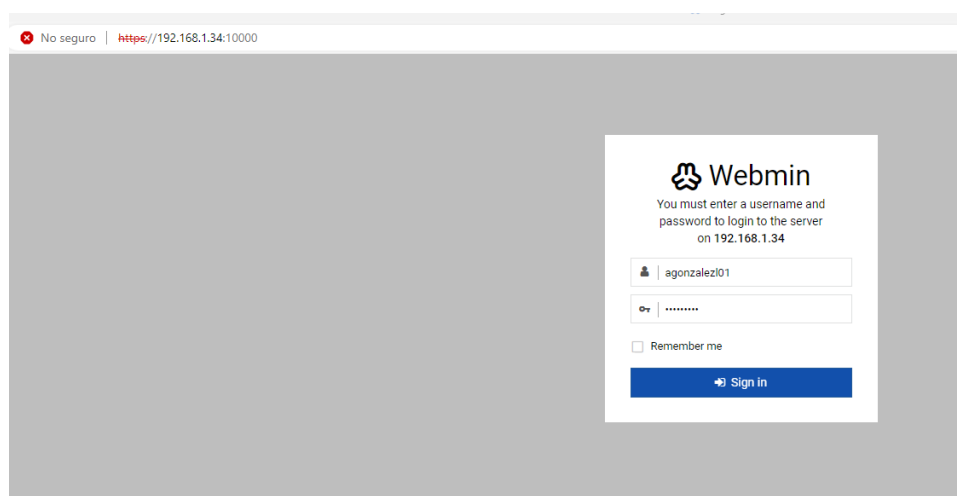 No seguro https://192.168.1.34:10000
Webmin
You must enter a username and
password to login to the server
on 192.168.1.34
agonzalezl01
•••••••••
Remember me
Sign in